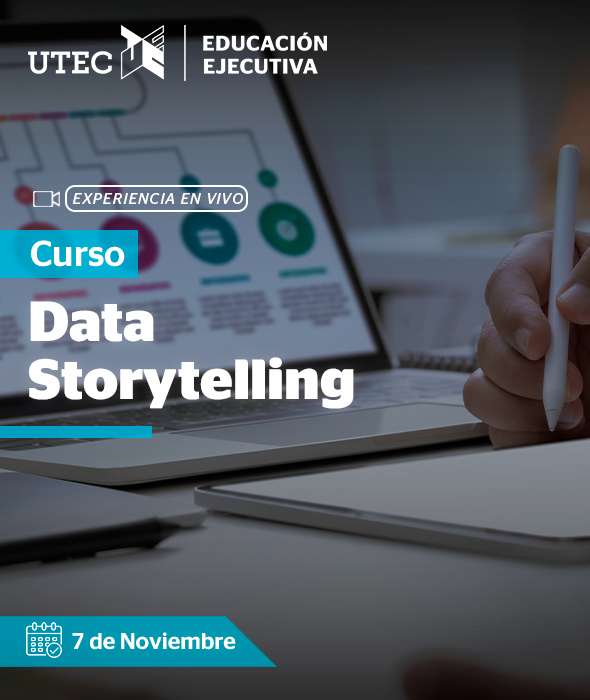 UTEC
EDUCACIÓN
EJECUTIVA
EXPERIENCIA EN VIVO
Curso
Data
Storytelling
7 de Noviembre